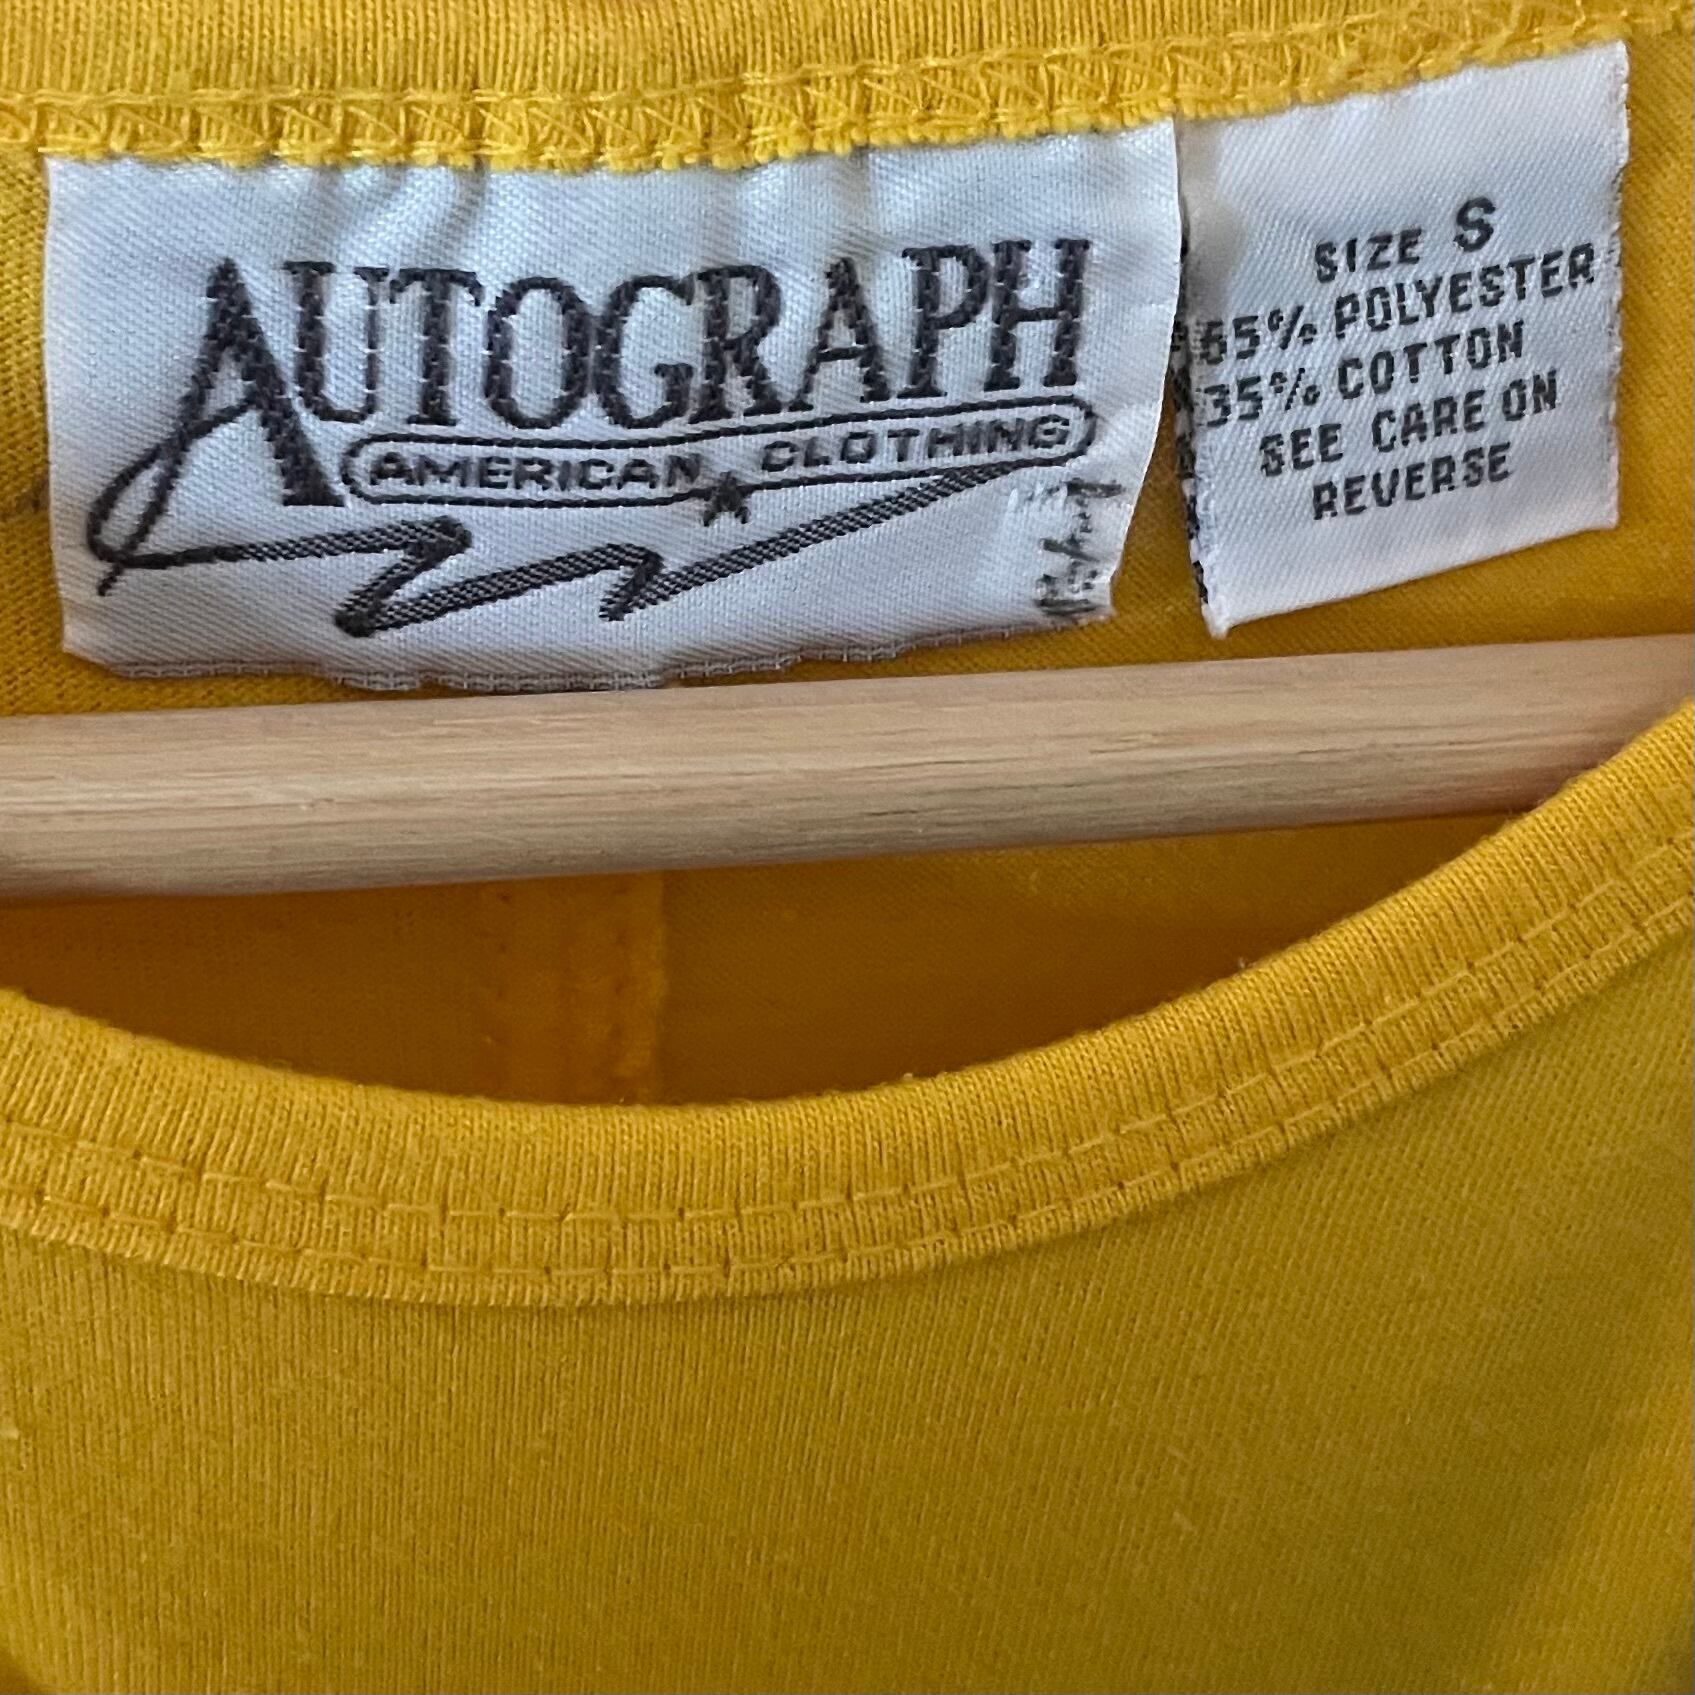 AUTOGRAPH
AMERICAN CLOTHING
SIZE S
65% POLYESTER
35% COTTON
SEE CARE ON
REVERSE